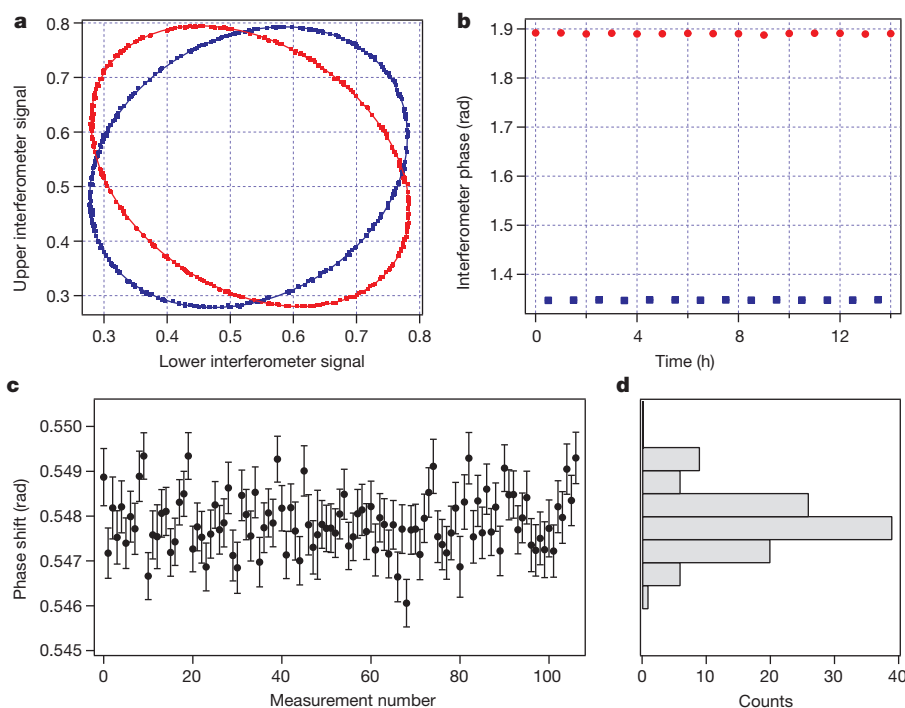 a
Upper interferometer signal
0.8
0.7
0.6
0.5
0.4
0.3
0.3 0.4 0.5 0.6 0.7 0.8
Lower interferometer signal
b
Interferometer phase (rad)
1.9
1.8
1.7
1.6
1.5
1.4
0 4 8 12
Time (h)
c
Phase shift (rad)
0.550
0.549
0.548
0.547
0.546
0.545
0 20 40 60 80 100
Measurement number
d
0 10 20 30 40
Counts